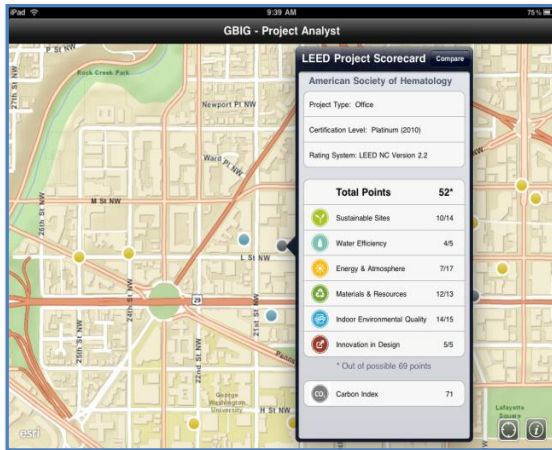 iPad 9:39 AM 75%
GBIG - Project Analyst
P St NW
27th St NW
Rock Creek Park
Newport Pl NW
Ward Pl NW
M St NW
26th St NW
L St NW
29
25th St NW
24th St NW
22nd St NW
21st St
George
Washington
University
H St NW
Lafayette
Square
esri
LEED Project Scorecard Compare
American Society of Hematology
Project Type: Office
Certification Level: Platinum (2010)
Rating System: LEED NC Version 2.2
Total Points 52*
Sustainable Sites 10/14
Water Efficiency 4/5
Energy & Atmosphere 7/17
Materials & Resources 12/13
Indoor Environmental Quality 14/15
Innovation in Design 5/5
* Out of possible 69 points
CO₂ Carbon Index 71